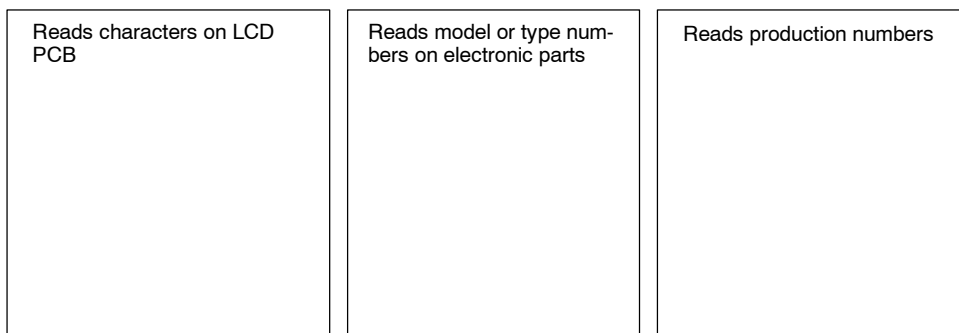 Reads characters on LCD
PCB
Reads model or type num-
bers on electronic parts
Reads production numbers